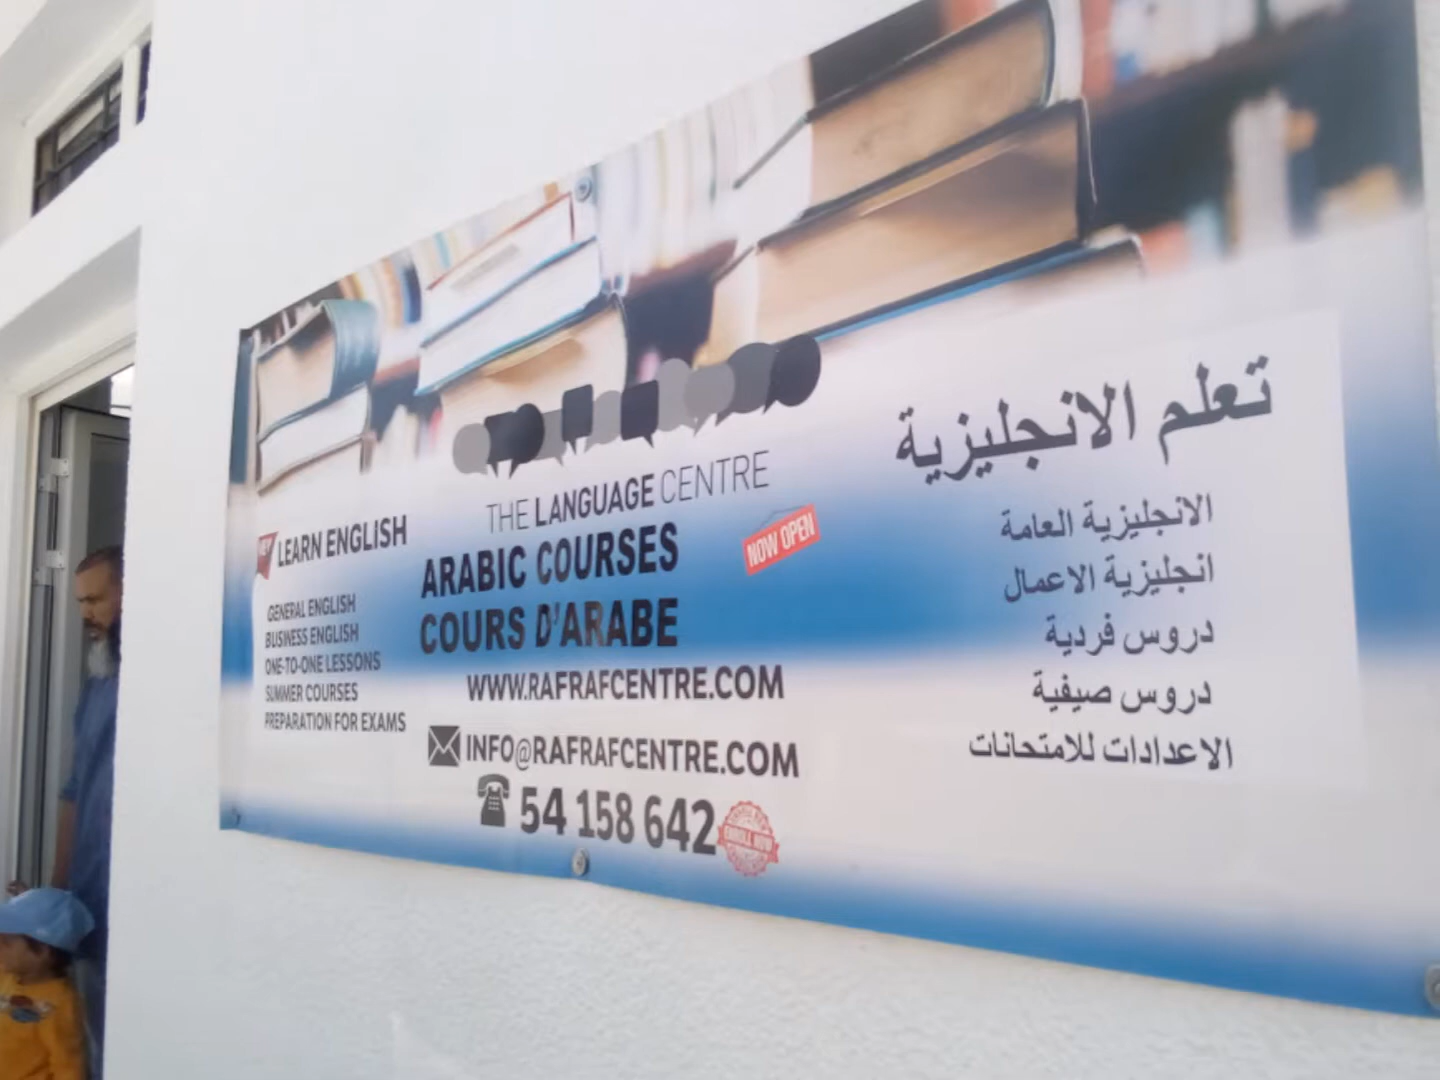 THE LANGUAGE CENTRE
LEARN ENGLISH
GENERAL ENGLISH
BUSINESS ENGLISH
ONE-TO-ONE LESSONS
SUMMER COURSES
PREPARATION FOR EXAMS
ARABIC COURSES
COURS D'ARABE
NOW OPEN
WWW.RAFRAFCENTRE.COM
INFO@RAFRAFCENTRE.COM
54 158 642
ENROLL NOW
تعلم الانجليزية
الانجليزية العامة
انجليزية الاعمال
دروس فردية
دروس صيفية
الاعدادات للامتحانات